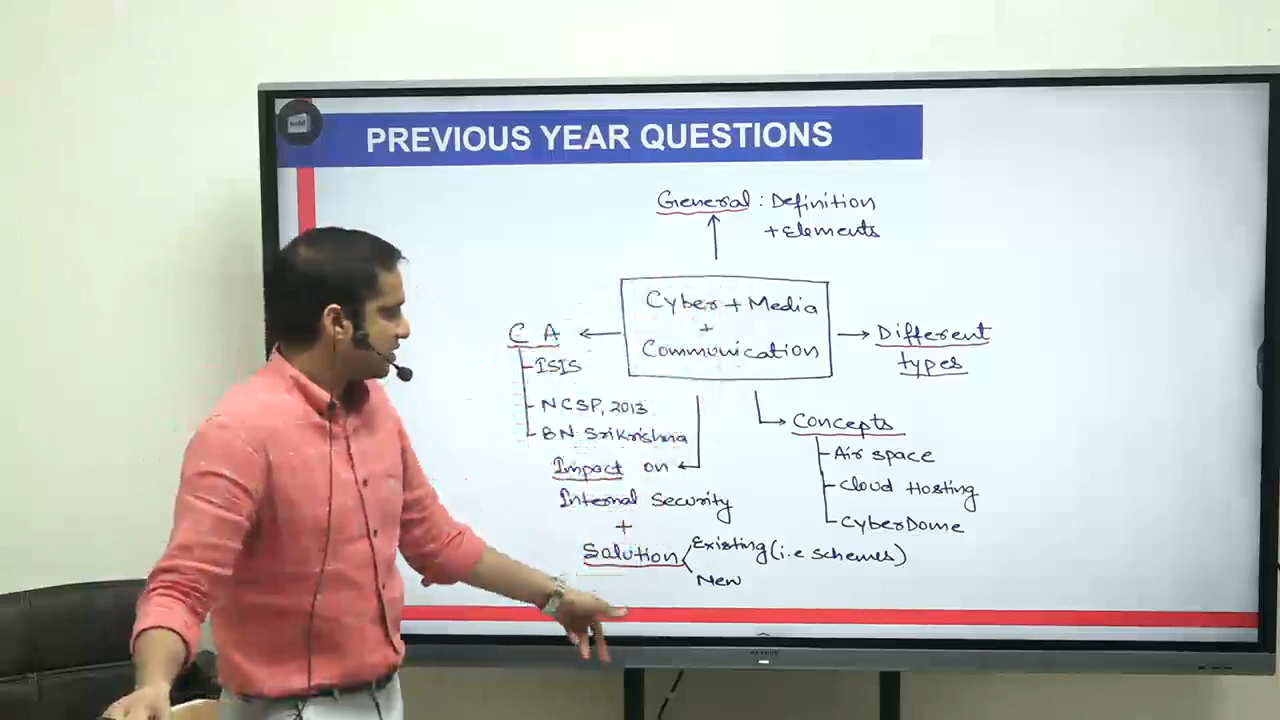 PREVIOUS YEAR QUESTIONS
General : Definition
+ Elements
Cyber + Media
+
Communication
C A
ISIS
NCSP, 2013
BN Srikrishna
Different
types
Concepts
Air space
Cloud Hosting
CyberDome
Impact on
Internal Security
+
Solution
Existing (i.e schemes)
New